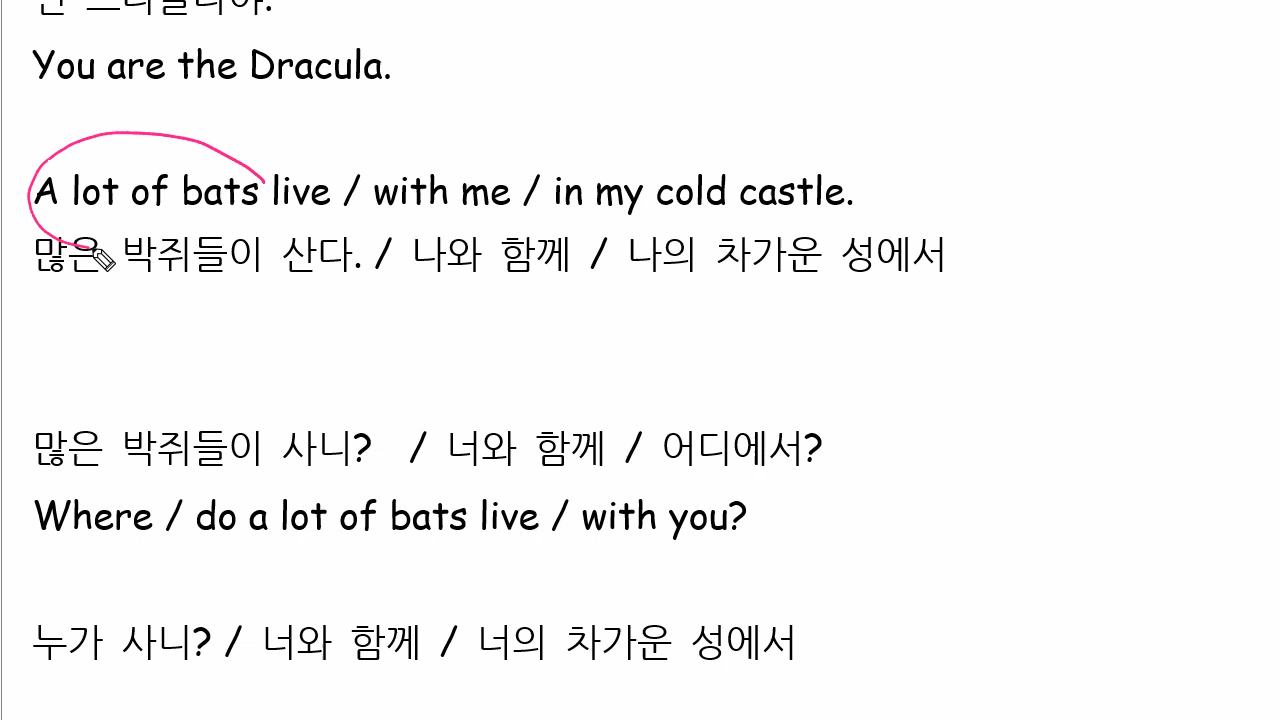 You are the Dracula.
A lot of bats live / with me / in my cold castle.
많은 박쥐들이 산다. / 나와 함께 / 나의 차가운 성에서
많은 박쥐들이 사니? / 너와 함께 / 어디에서?
Where / do a lot of bats live / with you?
누가 사니? / 너와 함께 / 너의 차가운 성에서